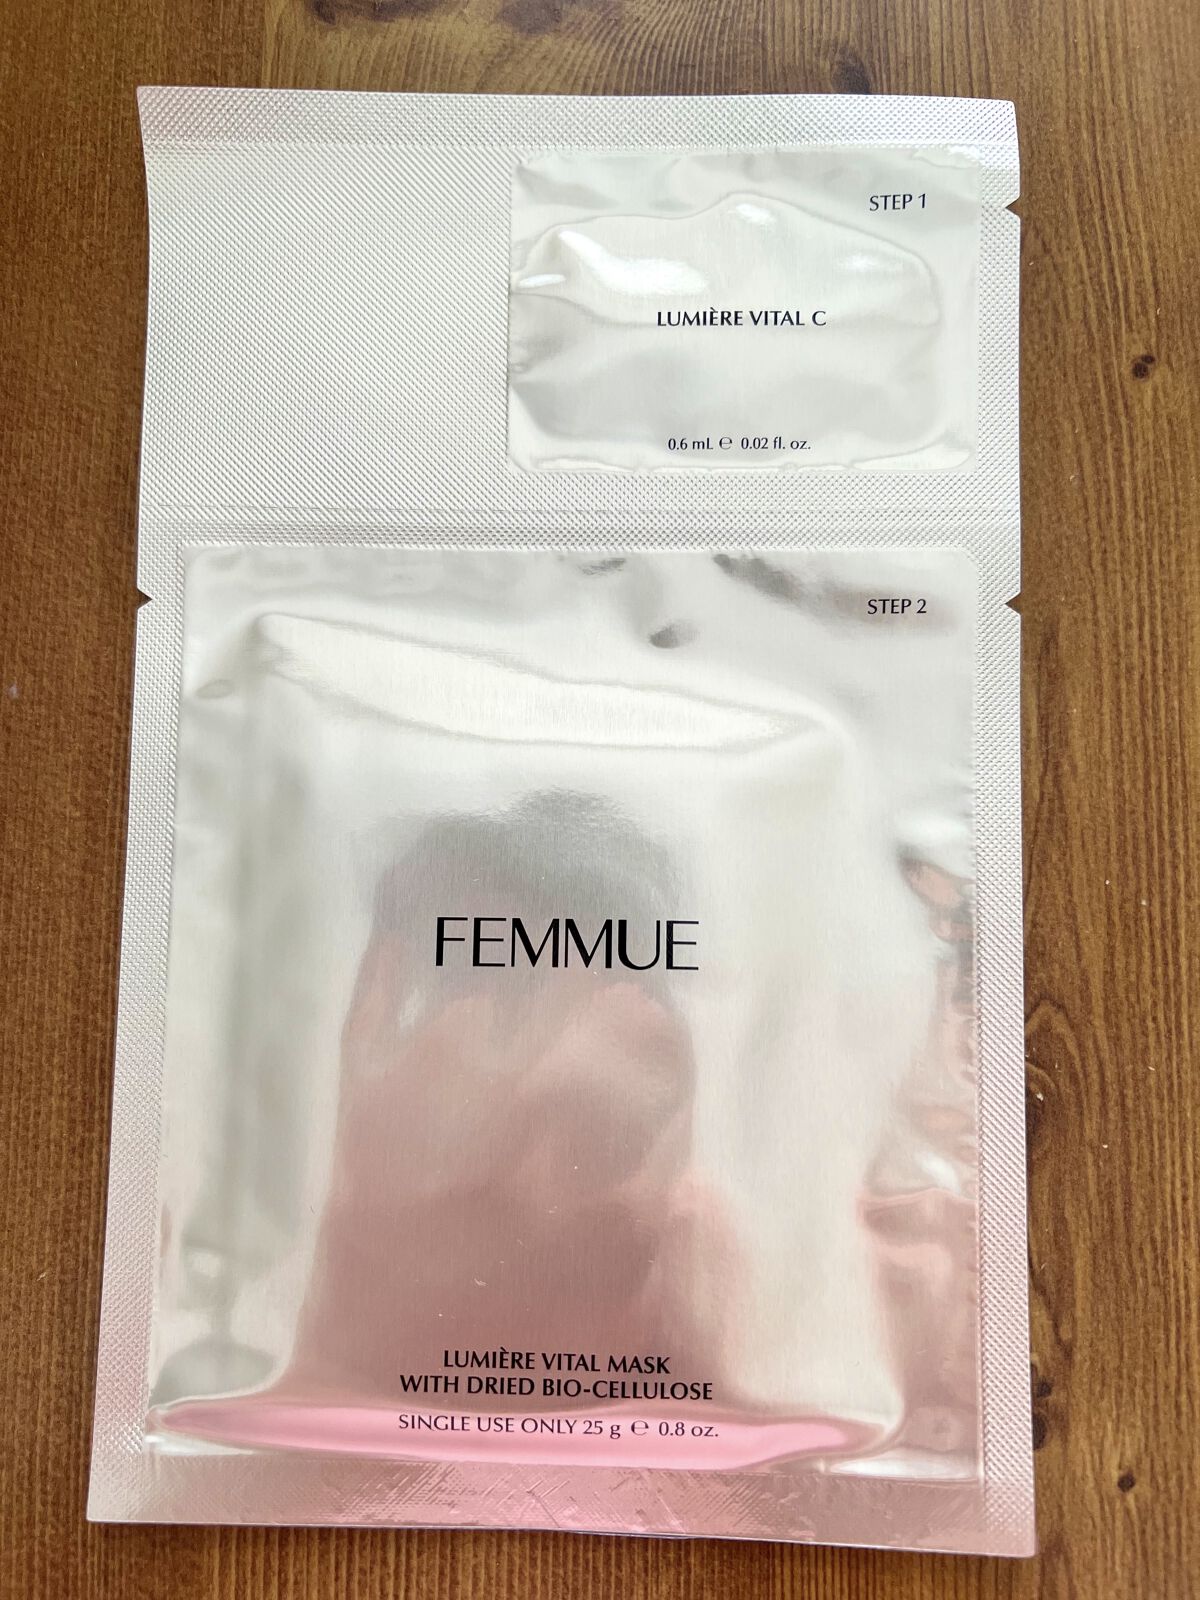 STEP 1
LUMIÈRE VITAL C
0.6 mL ℮ 0.02 fl. oz.
STEP 2
FEMMUE
LUMIÈRE VITAL MASK
WITH DRIED BIO-CELLULOSE
SINGLE USE ONLY 25 g ℮ 0.8 oz.